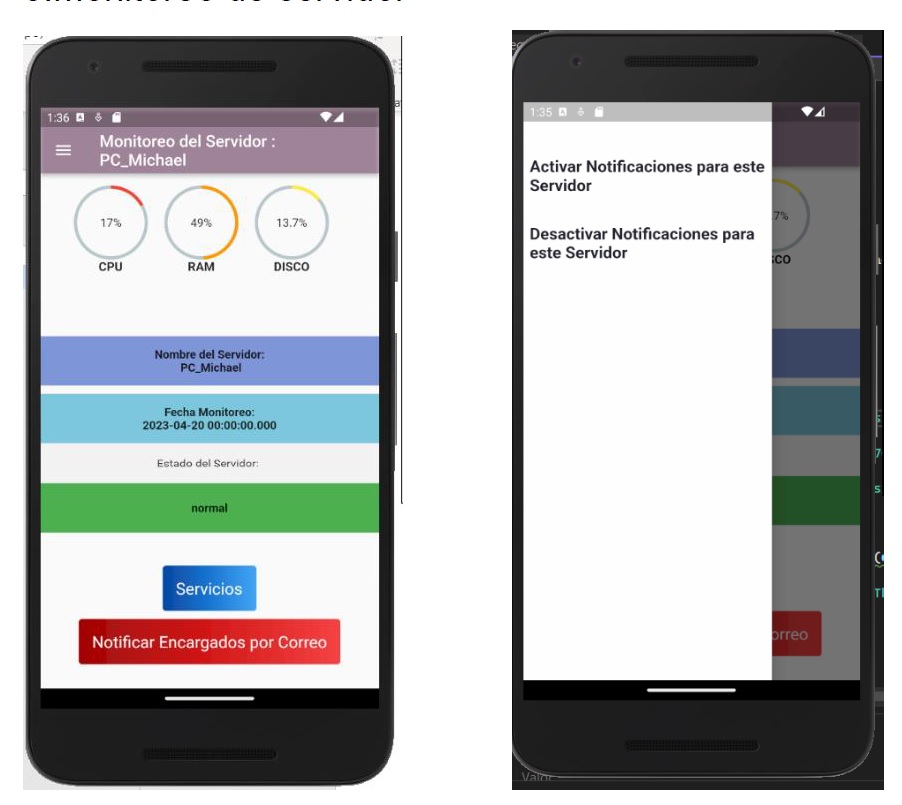 1:36
Monitoreo del Servidor :
PC_Michael
17%
49%
13.7%
CPU
RAM
DISCO
Nombre del Servidor:
PC_Michael
Fecha Monitoreo:
2023-04-20 00:00:00.000
Estado del Servidor:
normal
Servicios
Notificar Encargados por Correo
1:35
Activar Notificaciones para este
Servidor
Desactivar Notificaciones para
este Servidor
7%
SCO
orreo
Valor